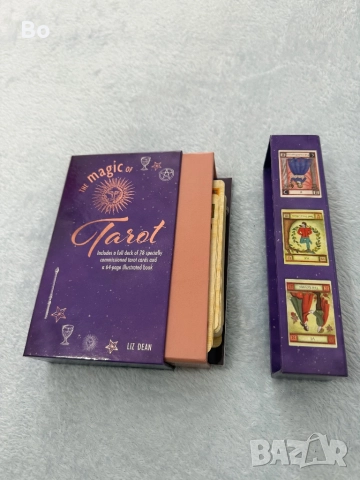 Bo
THE magic OF
Tarot
Includes a full deck of 78 specially
commissioned tarot cards and
a 64-page illustrated book
LIZ DEAN
BAZAR
bg